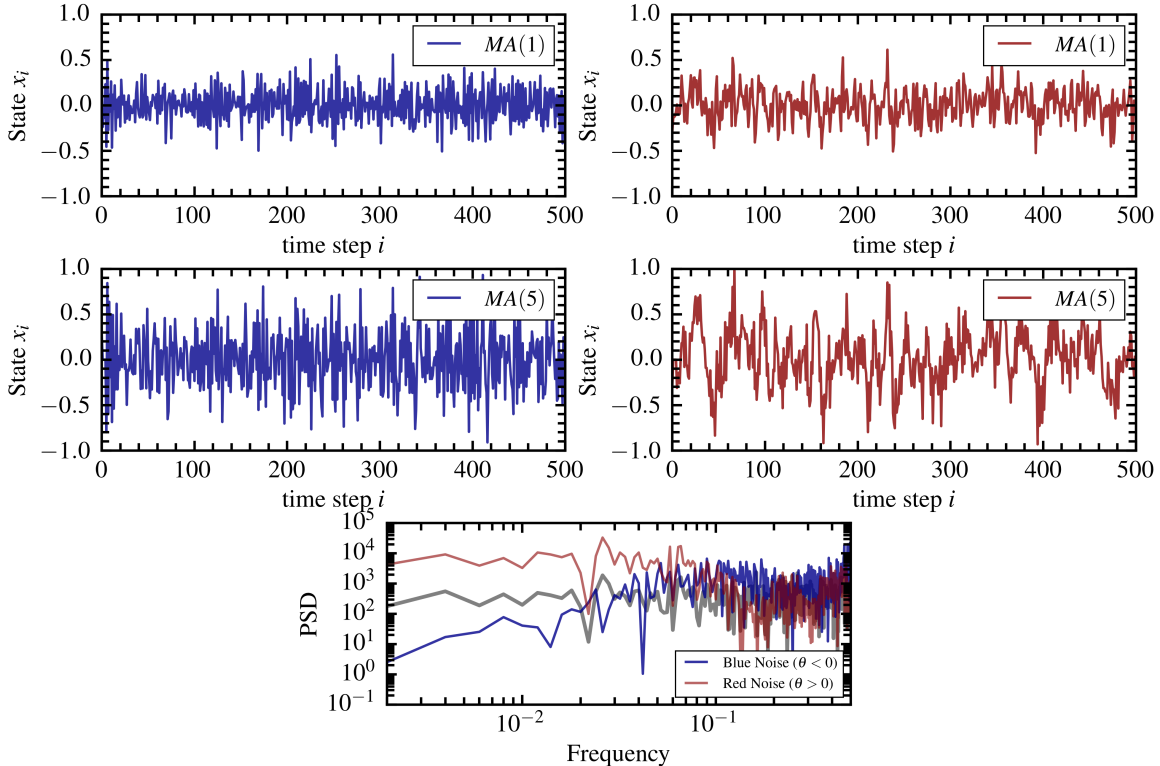 1.0
0.5
0.0
−0.5
−1.0
State x_i
MA(1)
0 100 200 300 400 500
time step i
1.0
0.5
0.0
−0.5
−1.0
State x_i
MA(1)
0 100 200 300 400 500
time step i
1.0
0.5
0.0
−0.5
−1.0
State x_i
MA(5)
0 100 200 300 400 500
time step i
1.0
0.5
0.0
−0.5
−1.0
State x_i
MA(5)
0 100 200 300 400 500
time step i
10^5
10^4
10^3
10^2
10^1
10^0
10^−1
PSD
Blue Noise (θ < 0)
Red Noise (θ > 0)
10^−2 10^−1
Frequency